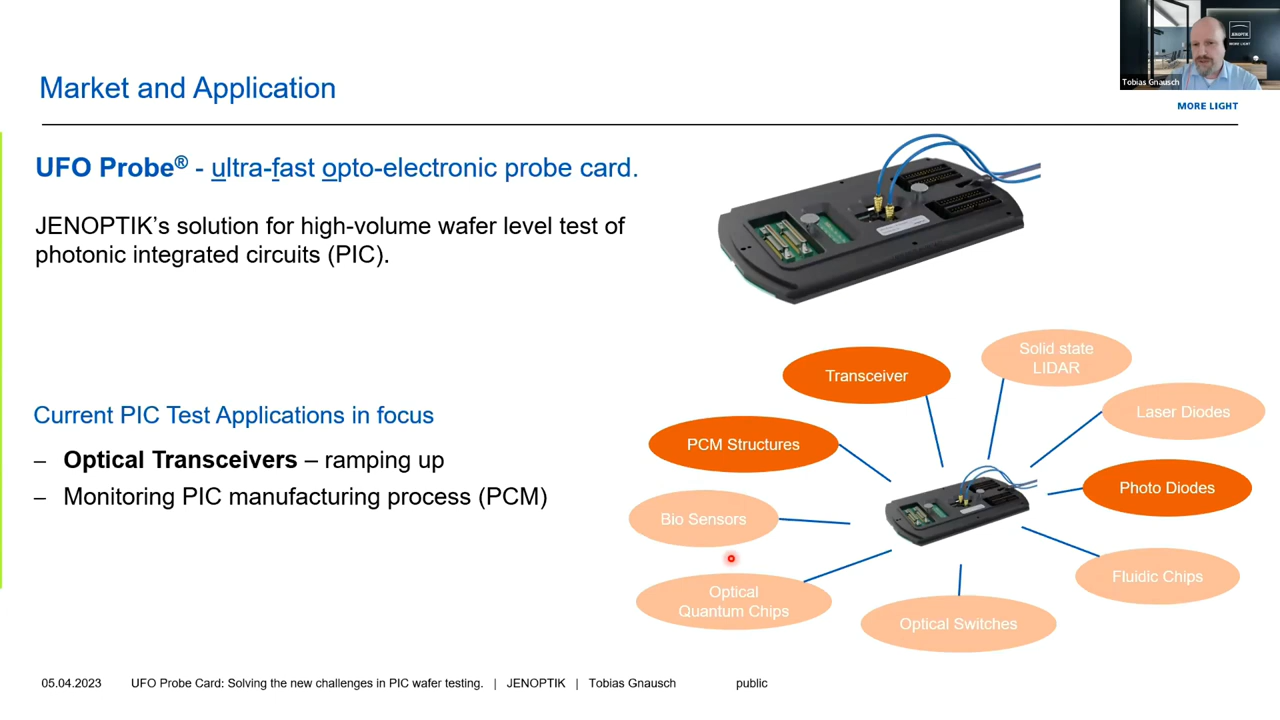 Market and Application
Tobias Gnausch
JENOPTIK
MORE LIGHT
MORE LIGHT
UFO Probe® - ultra-fast opto-electronic probe card.
JENOPTIK's solution for high-volume wafer level test of
photonic integrated circuits (PIC).
Current PIC Test Applications in focus
– Optical Transceivers – ramping up
– Monitoring PIC manufacturing process (PCM)
Transceiver
Solid state
LIDAR
Laser Diodes
PCM Structures
Photo Diodes
Bio Sensors
Fluidic Chips
Optical
Quantum Chips
Optical Switches
05.04.2023 UFO Probe Card: Solving the new challenges in PIC wafer testing. | JENOPTIK | Tobias Gnausch public